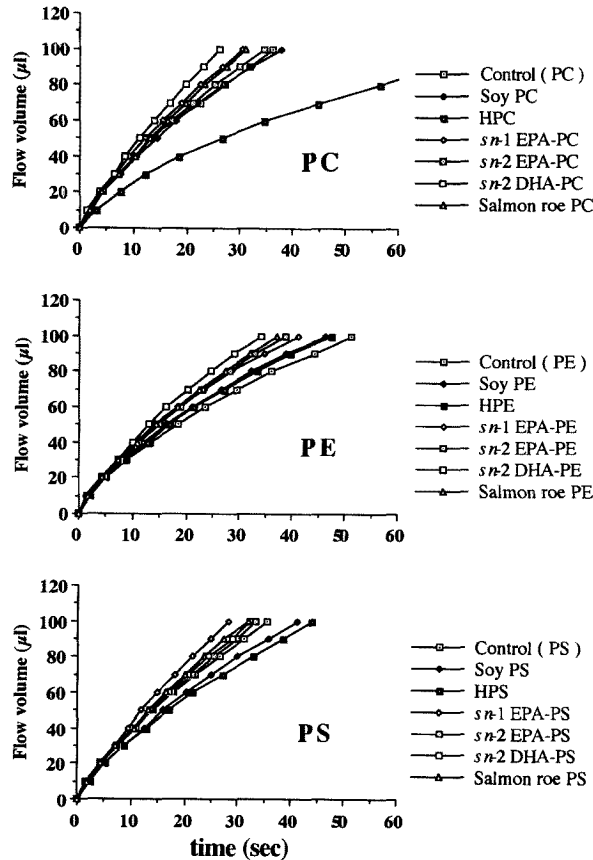 Flow volume (µl)
120
100
80
60
40
20
0
0 10 20 30 40 50 60
PC
Control ( PC )
Soy PC
HPC
sn-1 EPA-PC
sn-2 EPA-PC
sn-2 DHA-PC
Salmon roe PC
Flow volume (µl)
120
100
80
60
40
20
0
0 10 20 30 40 50 60
PE
Control ( PE )
Soy PE
HPE
sn-1 EPA-PE
sn-2 EPA-PE
sn-2 DHA-PE
Salmon roe PE
Flow volume (µl)
120
100
80
60
40
20
0
0 10 20 30 40 50 60
PS
time (sec)
Control ( PS )
Soy PS
HPS
sn-1 EPA-PS
sn-2 EPA-PS
sn-2 DHA-PS
Salmon roe PS